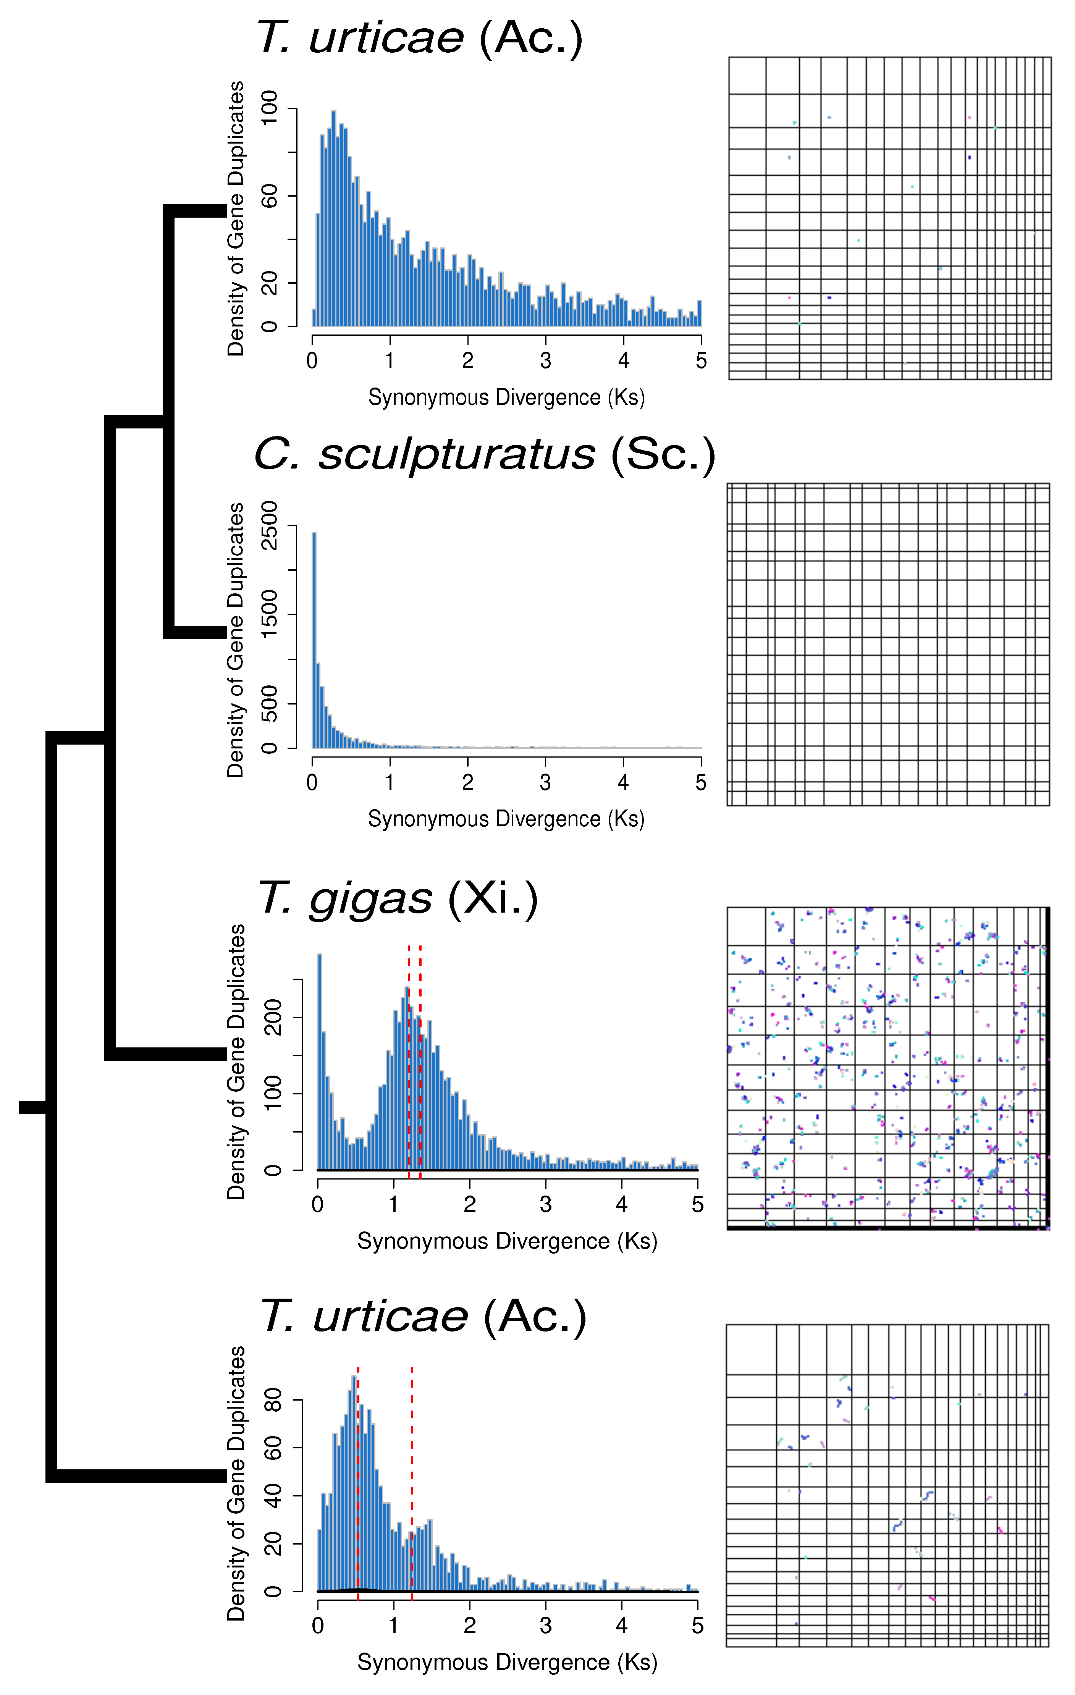 T. urticae (Ac.)
Density of Gene Duplicates
100
60
20
0
0 1 2 3 4 5
Synonymous Divergence (Ks)
C. sculpturatus (Sc.)
Density of Gene Duplicates
2500
1500
500
0
0 1 2 3 4 5
Synonymous Divergence (Ks)
T. gigas (Xi.)
Density of Gene Duplicates
200
100
0
0 1 2 3 4 5
Synonymous Divergence (Ks)
T. urticae (Ac.)
Density of Gene Duplicates
80
60
40
20
0
0 1 2 3 4 5
Synonymous Divergence (Ks)